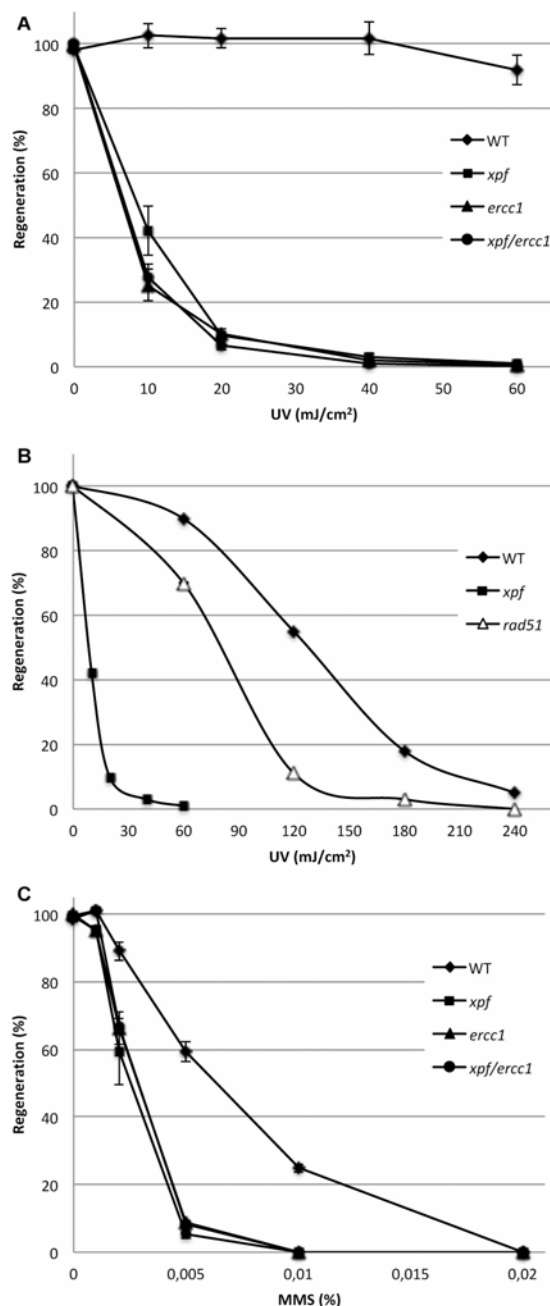 A
Regeneration (%)
100
80
60
40
20
0
0 10 20 30 40 50 60
UV (mJ/cm²)
WT
xpf
ercc1
xpf/ercc1
B
Regeneration (%)
100
80
60
40
20
0
0 30 60 90 120 150 180 210 240
UV (mJ/cm²)
WT
xpf
rad51
C
Regeneration (%)
100
80
60
40
20
0
0 0,005 0,01 0,015 0,02
MMS (%)
WT
xpf
ercc1
xpf/ercc1